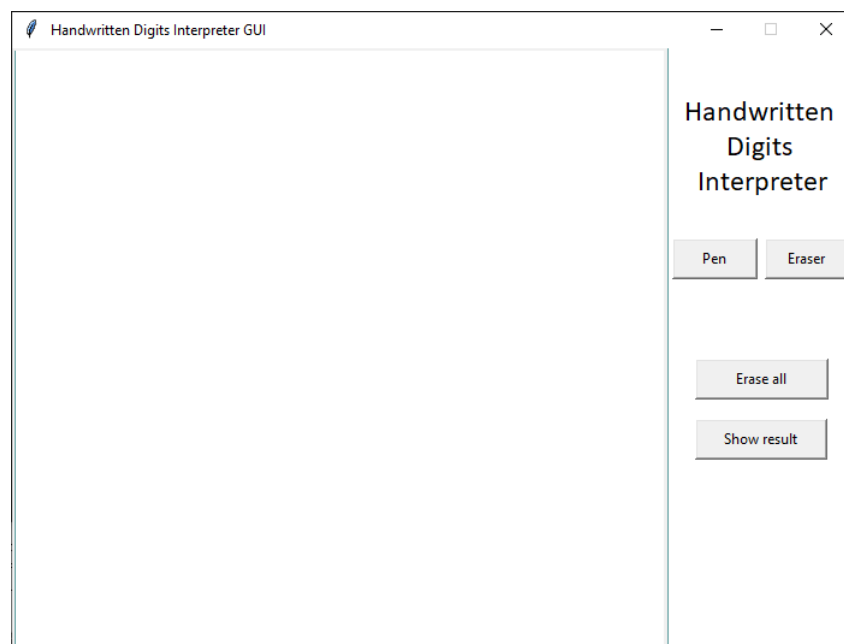 Handwritten Digits Interpreter GUI
Handwritten
Digits
Interpreter
Pen Eraser
Erase all
Show result